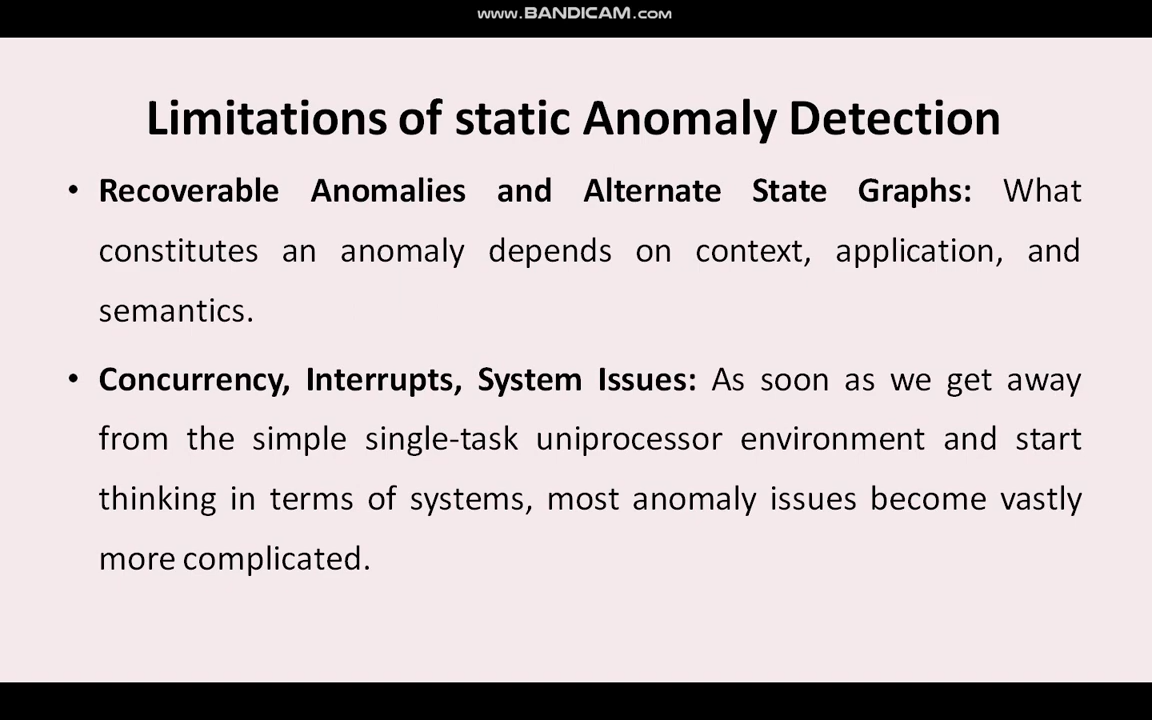 www.BANDICAM.com
Limitations of static Anomaly Detection
• Recoverable Anomalies and Alternate State Graphs: What
constitutes an anomaly depends on context, application, and
semantics.
• Concurrency, Interrupts, System Issues: As soon as we get away
from the simple single-task uniprocessor environment and start
thinking in terms of systems, most anomaly issues become vastly
more complicated.